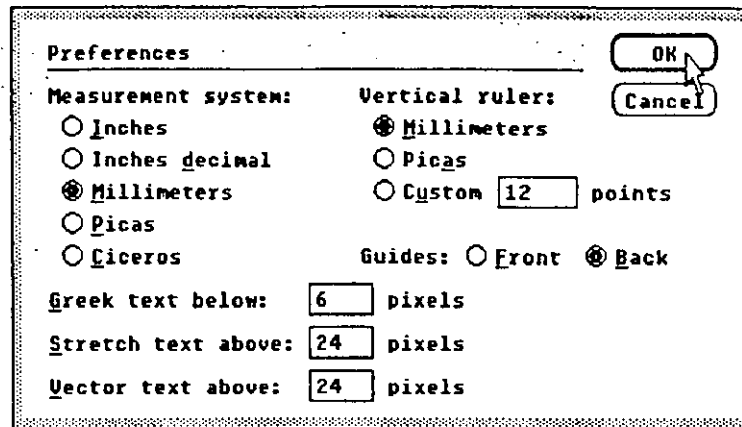 Preferences
OK
Cancel
Measurement system:
Inches
Inches decimal
Millimeters
Picas
Ciceros
Vertical ruler:
Millimeters
Picas
Custom 12 points
Guides: Front Back
Greek text below: 6 pixels
Stretch text above: 24 pixels
Vector text above: 24 pixels